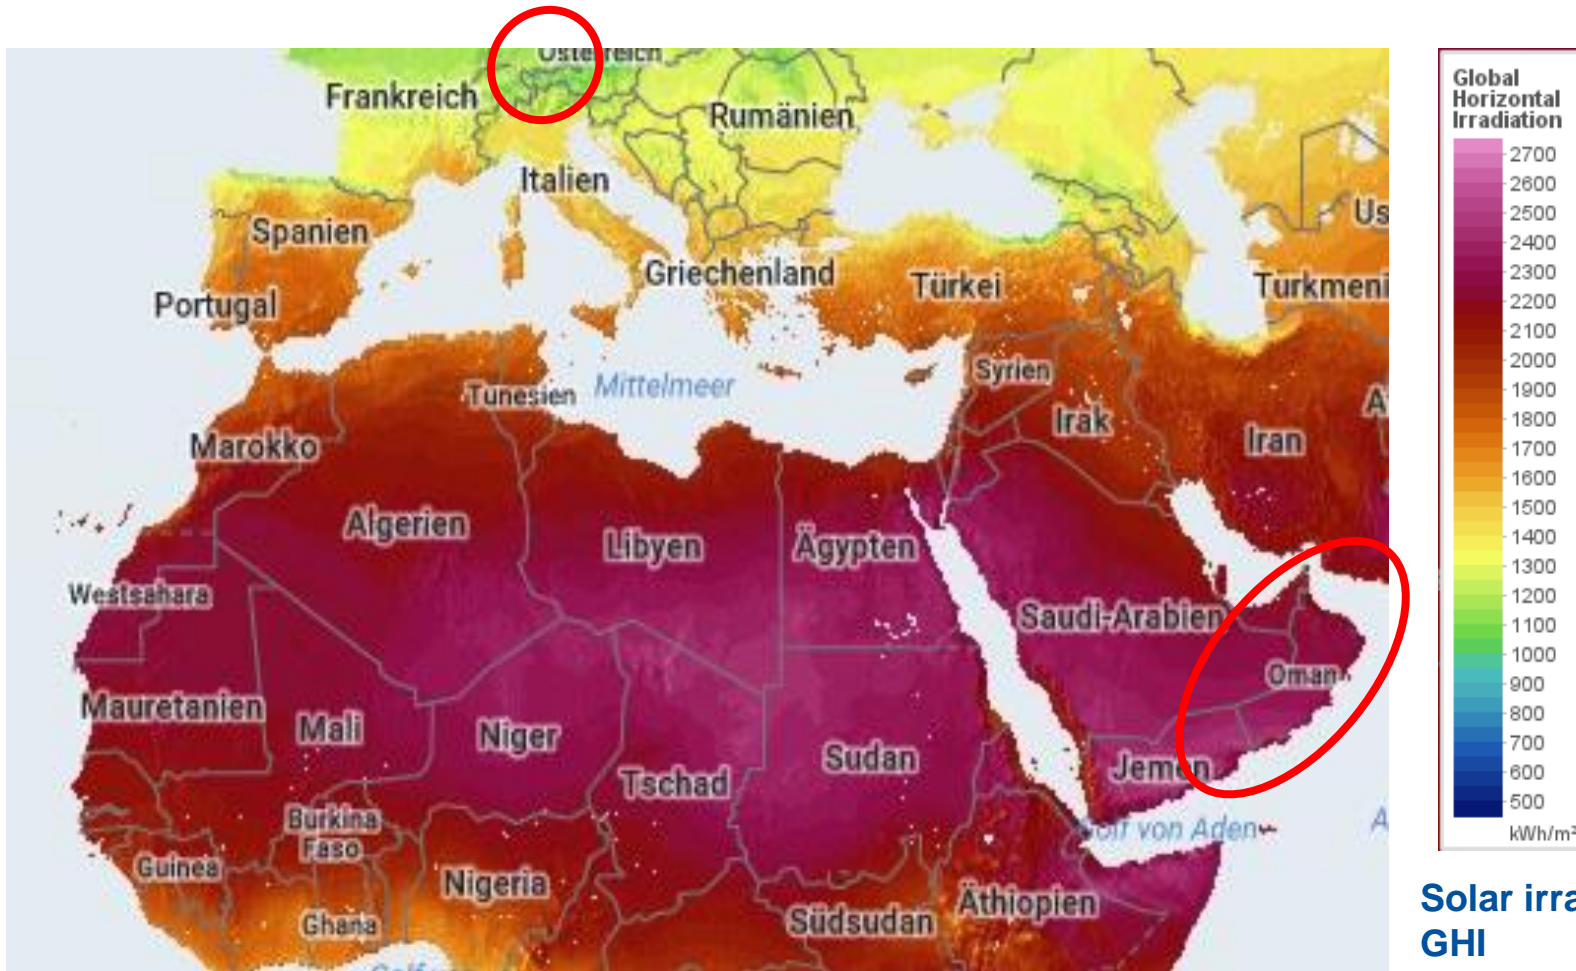 Österreich
Frankreich
Rumänien
Italien
Spanien
Us
Griechenland
Türkei
Turkmeni
Portugal
Syrien
Tunesien
Mittelmeer
A
Irak
Marokko
Iran
Algerien
Libyen
Ägypten
Westsahara
Saudi-Arabien
Oman
Mauretanien
Mali
Niger
Sudan
Tschad
Jemen
Burkina
Faso
Golf von Aden
A
Guinea
Nigeria
Äthiopien
Ghana
Südsudan
Global
Horizontal
Irradiation
2700
2600
2500
2400
2300
2200
2100
2000
1900
1800
1700
1600
1500
1400
1300
1200
1100
1000
900
800
700
600
500
kWh/m²
Solar irra
GHI